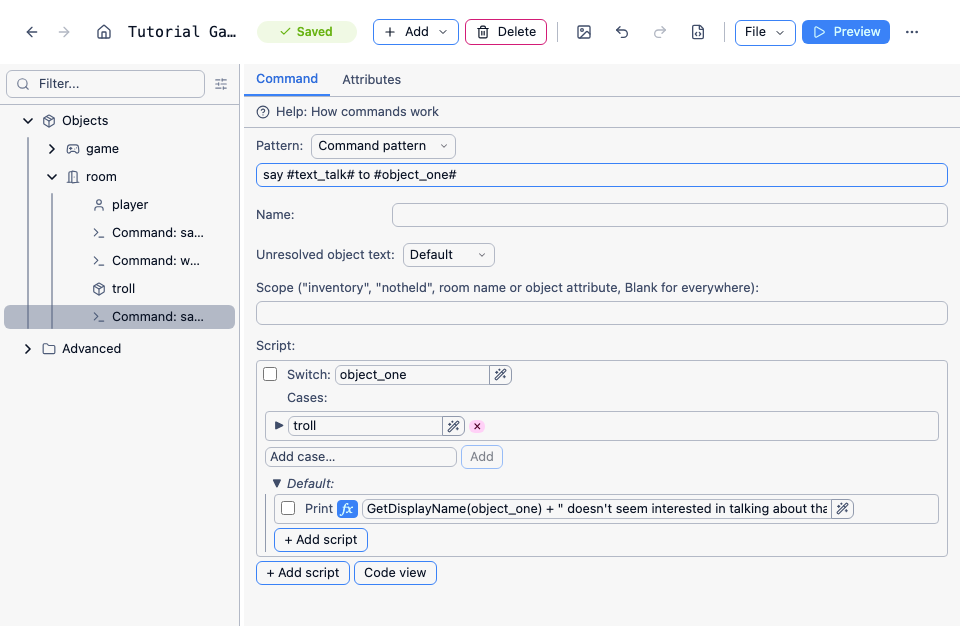 Tutorial Ga...
Saved
Add
Delete
File
Preview
Filter...
Objects
game
room
player
Command: sa...
Command: w...
troll
Command: sa...
Advanced
Command
Attributes
Help: How commands work
Pattern: Command pattern
say #text_talk# to #object_one#
Name:
Unresolved object text: Default
Scope ("inventory", "notheld", room name or object attribute, Blank for everywhere):
Script:
Switch: object_one
Cases:
troll
Add case... Add
Default:
Print fx GetDisplayName(object_one) + " doesn't seem interested in talking about tha
+ Add script
+ Add script Code view